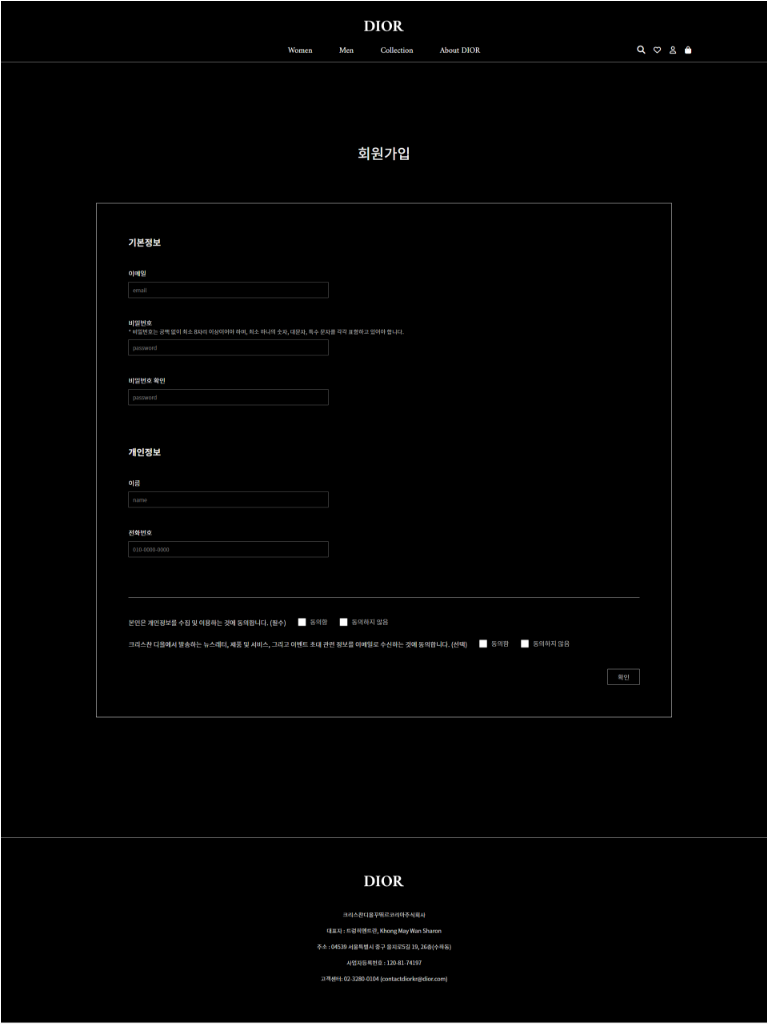 DIOR
Women Men Collection About DIOR
회원가입
기본정보
이메일
email
비밀번호
* 비밀번호는 공백 없이 최소 8자리 이상이어야 하며, 최소 하나의 숫자, 대문자, 특수 문자를 각각 포함하고 있어야 합니다.
password
비밀번호 확인
password
개인정보
이름
name
전화번호
010-0000-0000
본인은 개인정보를 수집 및 이용하는 것에 동의합니다. (필수) 동의함 동의하지 않음
크리스챤 디올에서 발송하는 뉴스레터, 제품 및 서비스, 그리고 이벤트 초대 관련 정보를 이메일로 수신하는 것에 동의합니다. (선택) 동의함 동의하지 않음
확인
DIOR
크리스챤디올꾸뛰르코리아주식회사
대표자 : Khong May Wan Sharon
주소 : 04539 서울특별시 중구 을지로5길 19, 26층(수하동)
사업자등록번호 : 120-81-74197
고객센터: 02-3280-0104 (contactdiorkr@dior.com)